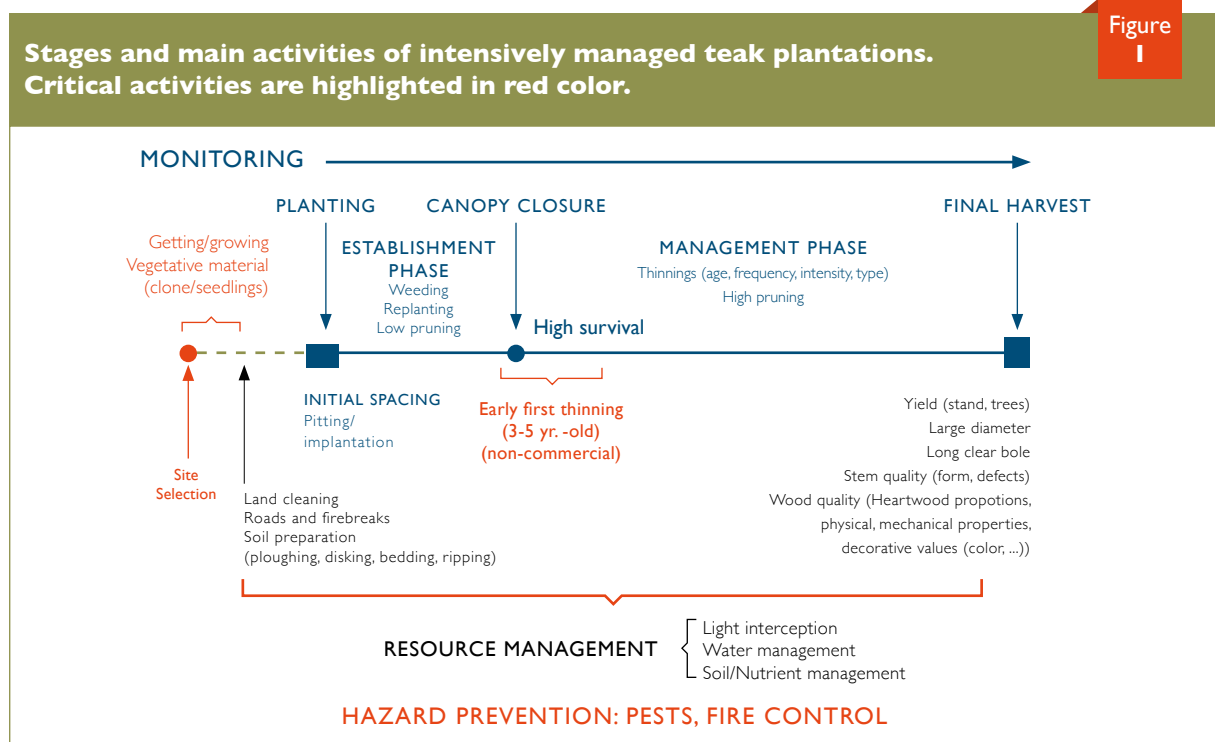 Figure
1
Stages and main activities of intensively managed teak plantations.
Critical activities are highlighted in red color.
MONITORING
PLANTING
CANOPY CLOSURE
FINAL HARVEST
Getting/growing
Vegetative material
(clone/seedlings)
ESTABLISHMENT
PHASE
Weeding
Replanting
Low pruning
MANAGEMENT PHASE
Thinnings (age, frequency, intensity, type)
High pruning
High survival
INITIAL SPACING
Pitting/
implantation
Early first thinning
(3-5 yr. -old)
(non-commercial)
Site
Selection
Land cleaning
Roads and firebreaks
Soil preparation
(ploughing, disking, bedding, ripping)
Yield (stand, trees)
Large diameter
Long clear bole
Stem quality (form, defects)
Wood quality (Heartwood propotions,
physical, mechanical properties,
decorative values (color, ...))
RESOURCE MANAGEMENT
Light interception
Water management
Soil/Nutrient management
HAZARD PREVENTION: PESTS, FIRE CONTROL